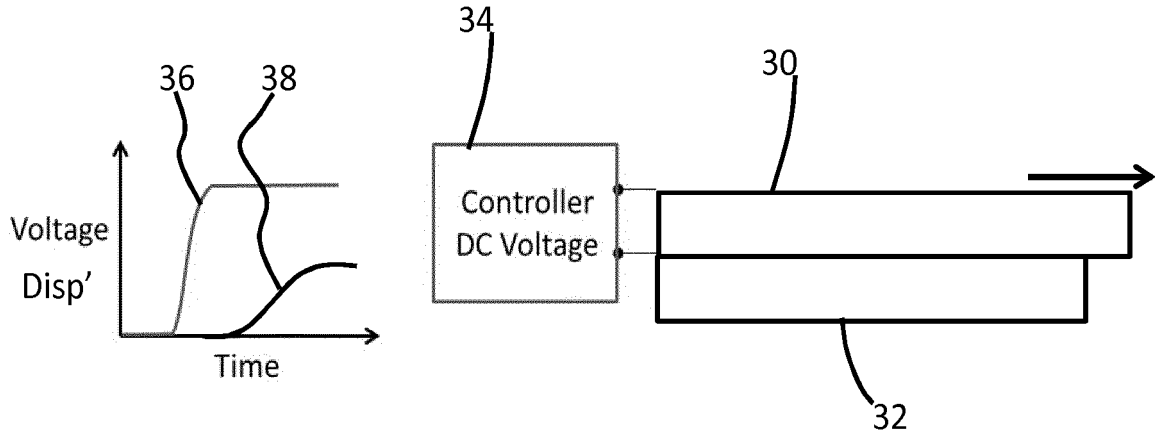 36
38
Voltage
Disp'
Time
34
Controller
DC Voltage
30
32